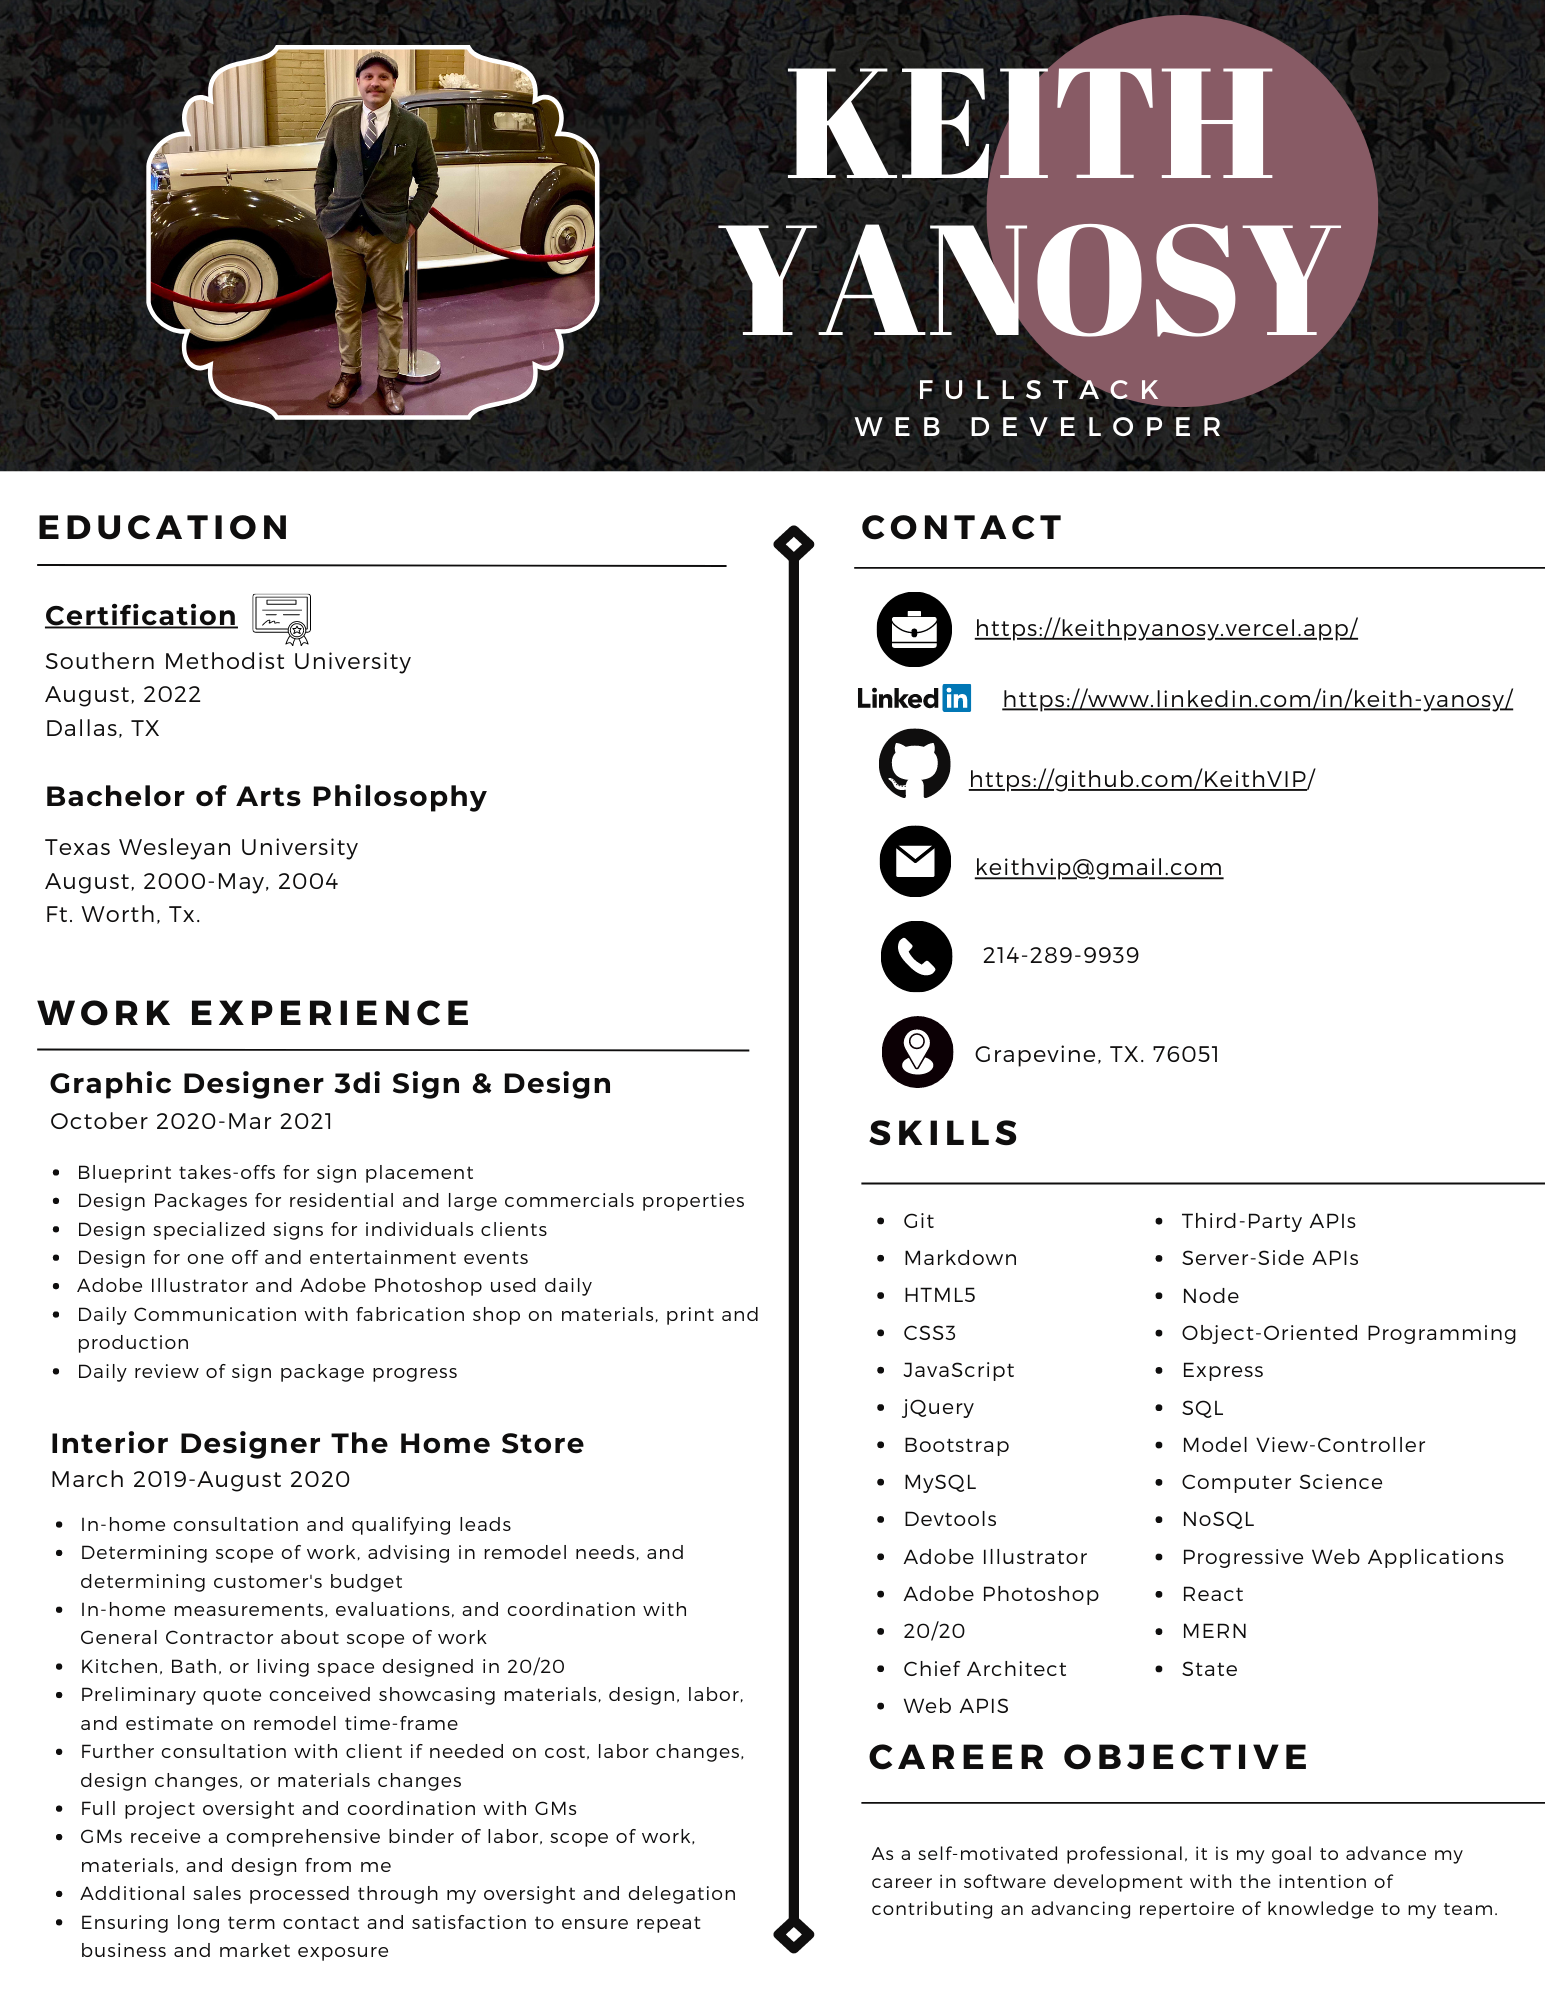 KEITH
YANOSY
FULLSTACK
WEB DEVELOPER
EDUCATION
Certification
Southern Methodist University
August, 2022
Dallas, TX
Bachelor of Arts Philosophy
Texas Wesleyan University
August, 2000-May, 2004
Ft. Worth, Tx.
WORK EXPERIENCE
Graphic Designer 3di Sign & Design
October 2020-Mar 2021
• Blueprint takes-offs for sign placement
• Design Packages for residential and large commercials properties
• Design specialized signs for individuals clients
• Design for one off and entertainment events
• Adobe Illustrator and Adobe Photoshop used daily
• Daily Communication with fabrication shop on materials, print and
production
• Daily review of sign package progress
Interior Designer The Home Store
March 2019-August 2020
• In-home consultation and qualifying leads
• Determining scope of work, advising in remodel needs, and
determining customer's budget
• In-home measurements, evaluations, and coordination with
General Contractor about scope of work
• Kitchen, Bath, or living space designed in 20/20
• Preliminary quote conceived showcasing materials, design, labor,
and estimate on remodel time-frame
• Further consultation with client if needed on cost, labor changes,
design changes, or materials changes
• Full project oversight and coordination with GMs
• GMs receive a comprehensive binder of labor, scope of work,
materials, and design from me
• Additional sales processed through my oversight and delegation
• Ensuring long term contact and satisfaction to ensure repeat
business and market exposure
CONTACT
https://keithpyanosy.vercel.app/
Linked in https://www.linkedin.com/in/keith-yanosy/
https://github.com/KeithVIP/
keithvip@gmail.com
214-289-9939
Grapevine, TX. 76051
SKILLS
• Git
• Markdown
• HTML5
• CSS3
• JavaScript
• jQuery
• Bootstrap
• MySQL
• Devtools
• Adobe Illustrator
• Adobe Photoshop
• 20/20
• Chief Architect
• Web APIS
• Third-Party APIs
• Server-Side APIs
• Node
• Object-Oriented Programming
• Express
• SQL
• Model View-Controller
• Computer Science
• NoSQL
• Progressive Web Applications
• React
• MERN
• State
CAREER OBJECTIVE
As a self-motivated professional, it is my goal to advance my
career in software development with the intention of
contributing an advancing repertoire of knowledge to my team.